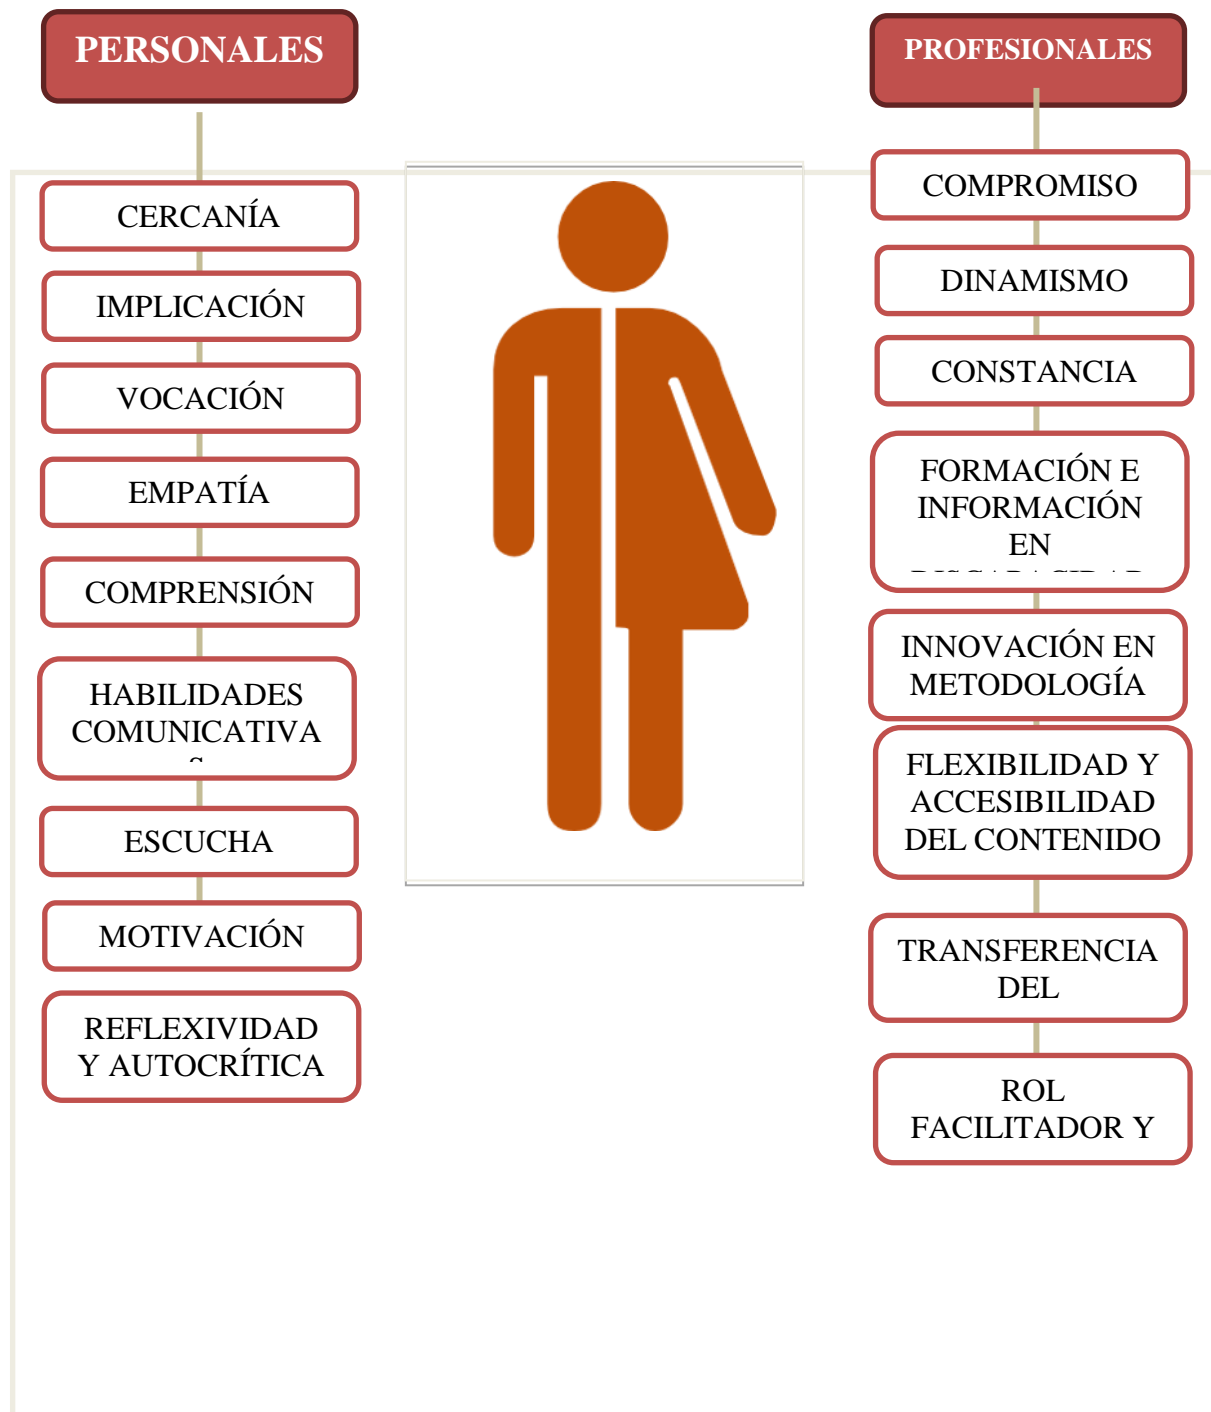 PERSONALES
CERCANÍA
IMPLICACIÓN
VOCACIÓN
EMPATÍA
COMPRENSIÓN
HABILIDADES
COMUNICATIVA
S
ESCUCHA
MOTIVACIÓN
REFLEXIVIDAD
Y AUTOCRÍTICA
PROFESIONALES
COMPROMISO
DINAMISMO
CONSTANCIA
FORMACIÓN E
INFORMACIÓN
EN
DISCAPACIDAD
INNOVACIÓN EN
METODOLOGÍA
FLEXIBILIDAD Y
ACCESIBILIDAD
DEL CONTENIDO
TRANSFERENCIA
DEL
ROL
FACILITADOR Y